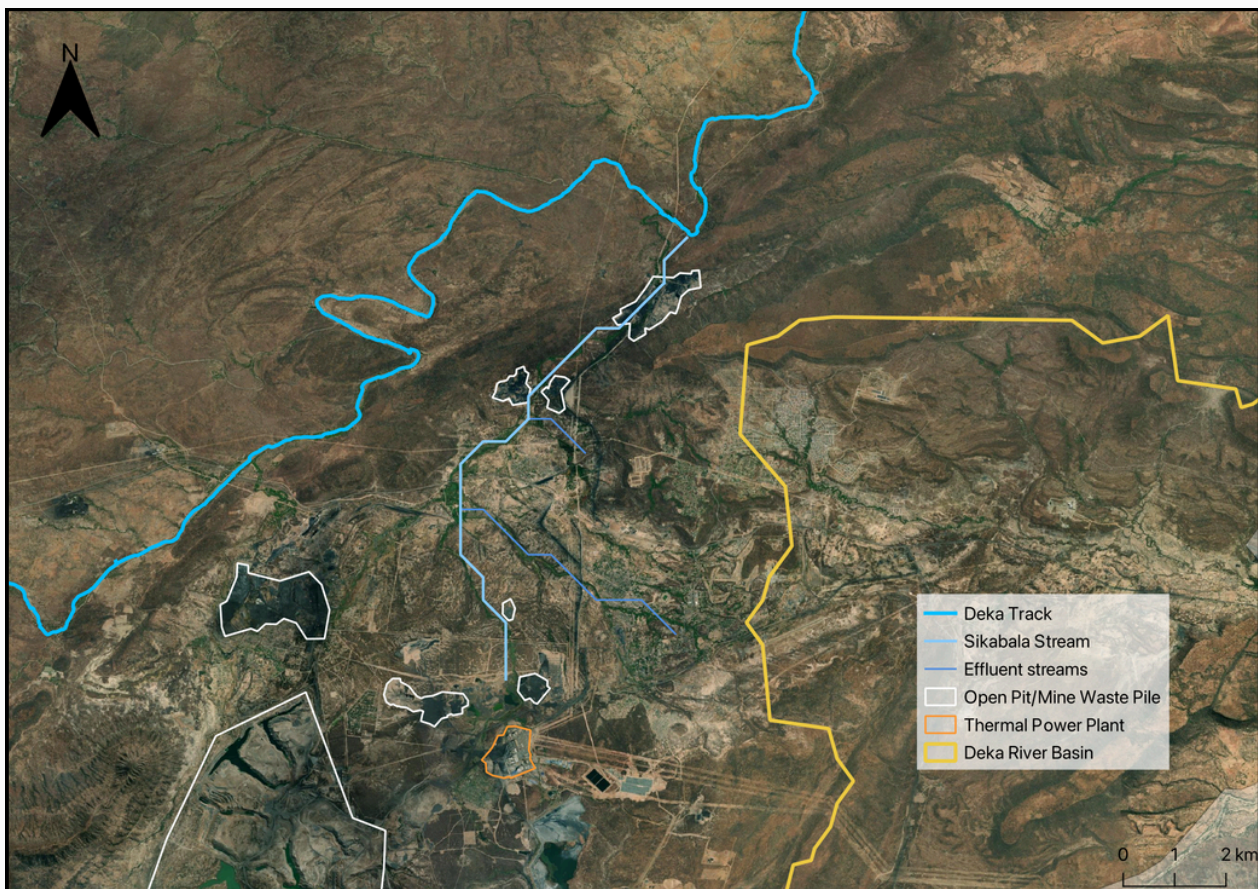 N
Deka Track
Sikabala Stream
Effluent streams
Open Pit/Mine Waste Pile
Thermal Power Plant
Deka River Basin
0 1 2 km